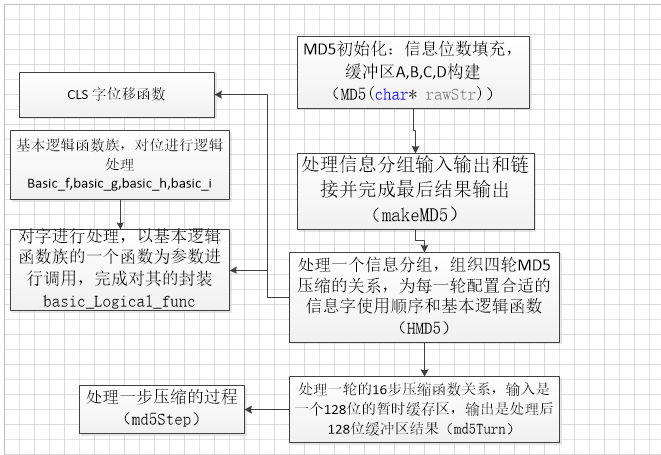 MD5初始化：信息位数填充，
缓冲区A,B,C,D构建
（MD5(char* rawStr)）
CLS 字位移函数
基本逻辑函数族，对位进行逻辑
处理
Basic_f,basic_g,basic_h,basic_i
处理信息分组输入输出和链
接并完成最后结果输出
（makeMD5）
对字进行处理，以基本逻辑
函数族的一个函数为参数进
行调用，完成对其的封装
basic_Logical_func
处理一个信息分组，组织四轮MD5
压缩的关系，为每一轮配置合适的
信息字使用顺序和基本逻辑函数
（HMD5）
处理一步压缩的过程
（md5Step）
处理一轮的16步压缩函数关系，输入是
一个128位的暂时缓存区，输出是处理后
128位缓冲区结果（md5Turn）